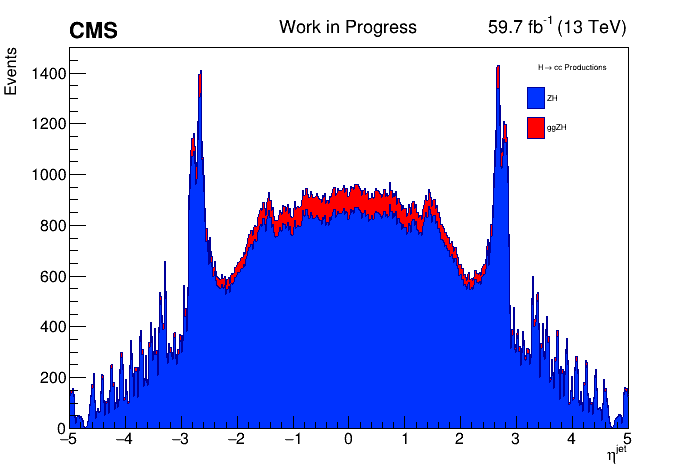 CMS Work in Progress 59.7 fb⁻¹ (13 TeV)
Events
H → cc Productions
ZH
ggZH
1400
1200
1000
800
600
400
200
0
−5 −4 −3 −2 −1 0 1 2 3 4 5
η^jet